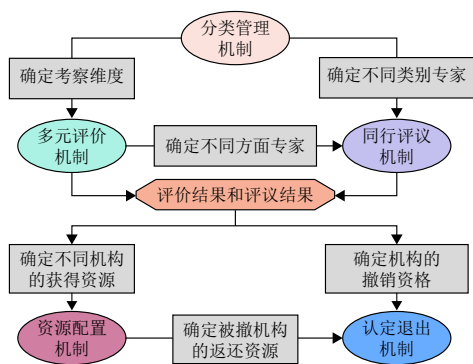 分类管理
机制
确定考察维度
确定不同类别专家
多元评价
机制
确定不同方面专家
同行评议
机制
评价结果和评议结果
确定不同机构
的获得资源
确定机构的
撤销资格
资源配置
机制
确定被撤机构
的返还资源
认定退出
机制